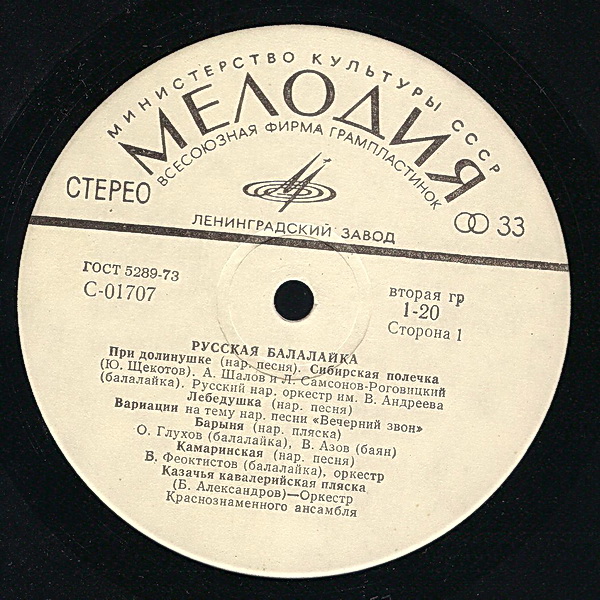 МИНИСТЕРСТВО КУЛЬТУРЫ СССР
МЕЛОДИЯ
ВСЕСОЮЗНАЯ ФИРМА ГРАМПЛАСТИНОК
СТЕРЕО
33
ЛЕНИНГРАДСКИЙ ЗАВОД
ГОСТ 5289-73
С-01707
вторая гр
1-20
Сторона 1
РУССКАЯ БАЛАЛАЙКА
При долинушке (нар. песня). Сибирская полечка
(Ю. Щекотов). А. Шалов и Л. Самсонов-Роговицкий
(балалайка). Русский нар. оркестр им. В. Андреева
Лебедушка (нар. песня)
Вариации на тему нар. песни «Вечерний звон»
Барыня (нар. пляска)
О. Глухов (балалайка), В. Азов (баян)
Камаринская (нар. песня)
В. Феоктистов (балалайка), оркестр
Казачья кавалерийская пляска
(Б. Александров)—Оркестр
Краснознаменного ансамбля